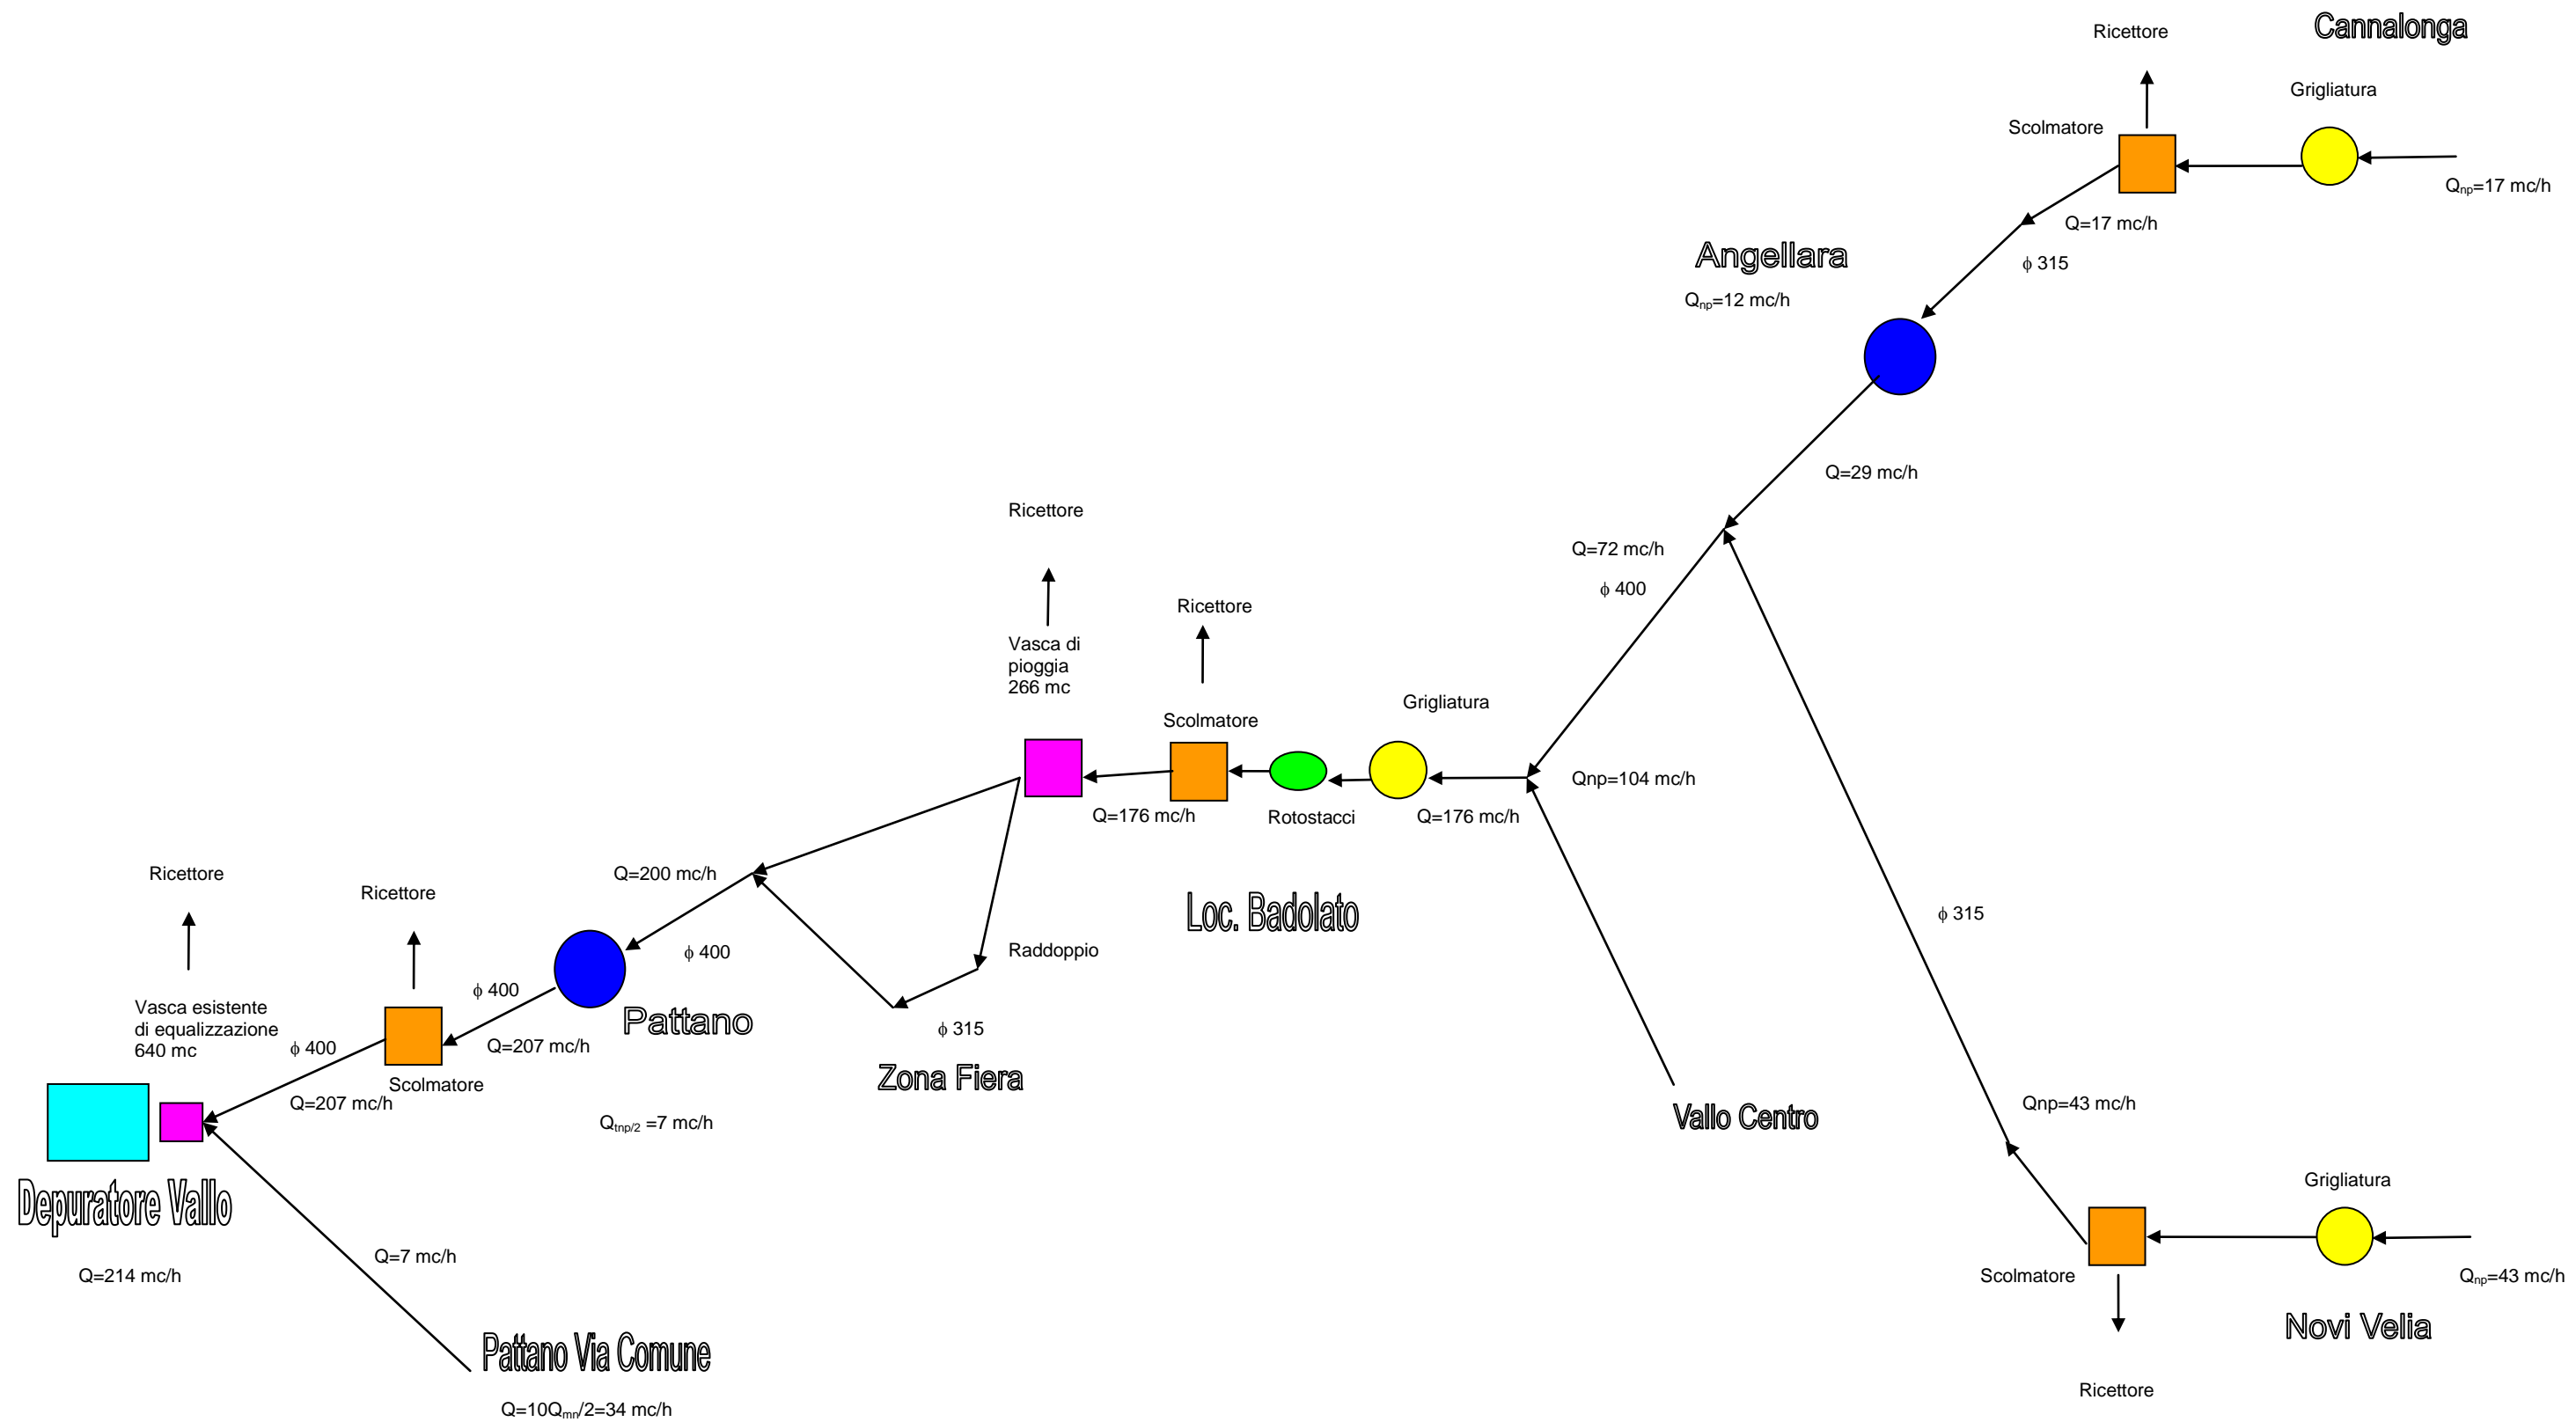 Cannalonga
Ricettore
Grigliatura
Scolmatore
Qnp=17 mc/h
Q=17 mc/h
Angellara
ϕ 315
Qnp=12 mc/h
Q=29 mc/h
Ricettore
Q=72 mc/h
ϕ 400
Ricettore
Vasca di
pioggia
266 mc
Grigliatura
Scolmatore
Qnp=104 mc/h
Q=176 mc/h
Rotostacci
Q=176 mc/h
Ricettore
Q=200 mc/h
Ricettore
Loc. Badolato
ϕ 315
ϕ 400
Raddoppio
ϕ 400
Vasca esistente
di equalizzazione
640 mc
Pattano
ϕ 315
ϕ 400
Q=207 mc/h
Zona Fiera
Scolmatore
Q=207 mc/h
Qtnp/2 =7 mc/h
Vallo Centro
Qnp=43 mc/h
Depuratore Vallo
Grigliatura
Q=7 mc/h
Q=214 mc/h
Scolmatore
Qnp=43 mc/h
Novi Velia
Pattano Via Comune
Ricettore
Q=10Qmn/2=34 mc/h